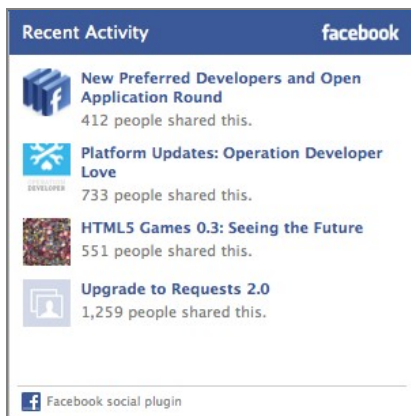 Recent Activity facebook
New Preferred Developers and Open
Application Round
412 people shared this.
Platform Updates: Operation Developer
Love
OPERATION
DEVELOPER
733 people shared this.
HTML5 Games 0.3: Seeing the Future
551 people shared this.
Upgrade to Requests 2.0
1,259 people shared this.
Facebook social plugin